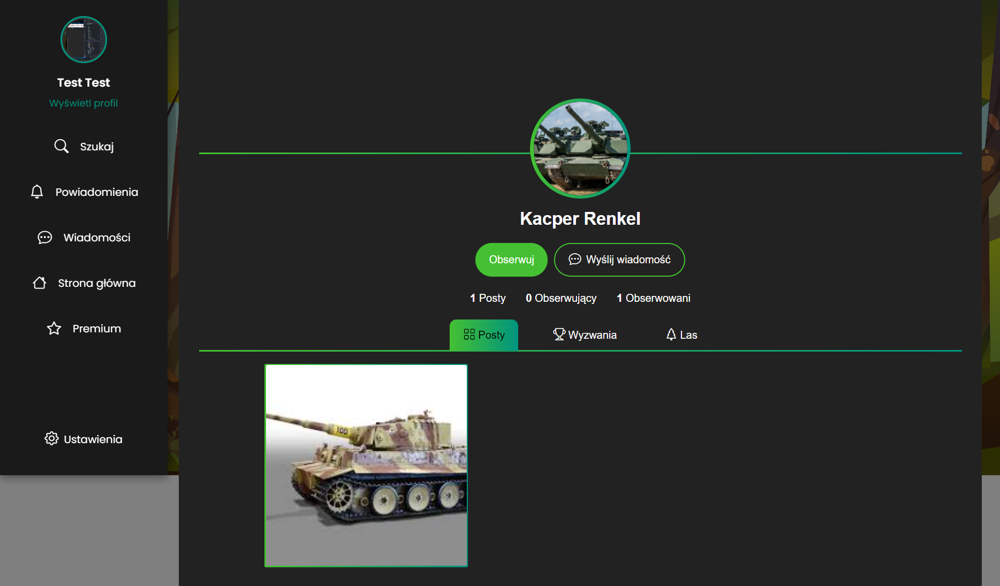 Test Test
Wyświetl profil
Szukaj
Powiadomienia
Wiadomości
Strona główna
Premium
Ustawienia
Kacper Renkel
Obserwuj
Wyślij wiadomość
1 Posty 0 Obserwujący 1 Obserwowani
Posty Wyzwania Las
100